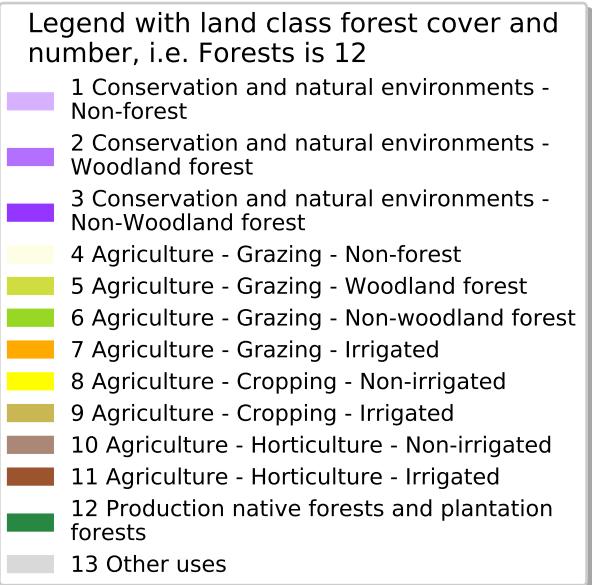 Legend with land class forest cover and
number, i.e. Forests is 12
1 Conservation and natural environments -
Non-forest
2 Conservation and natural environments -
Woodland forest
3 Conservation and natural environments -
Non-Woodland forest
4 Agriculture - Grazing - Non-forest
5 Agriculture - Grazing - Woodland forest
6 Agriculture - Grazing - Non-woodland forest
7 Agriculture - Grazing - Irrigated
8 Agriculture - Cropping - Non-irrigated
9 Agriculture - Cropping - Irrigated
10 Agriculture - Horticulture - Non-irrigated
11 Agriculture - Horticulture - Irrigated
12 Production native forests and plantation
forests
13 Other uses